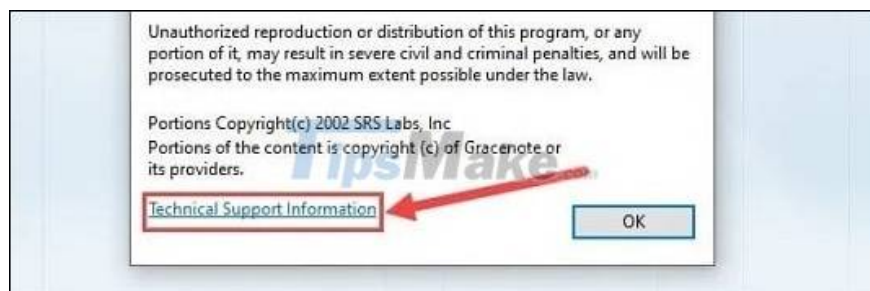 Unauthorized reproduction or distribution of this program, or any
portion of it, may result in severe civil and criminal penalties, and will be
prosecuted to the maximum extent possible under the law.
Portions Copyright(c) 2002 SRS Labs, Inc
Portions of the content is copyright (c) of Gracenote or
its providers.
TipsMake.com
Technical Support Information
OK